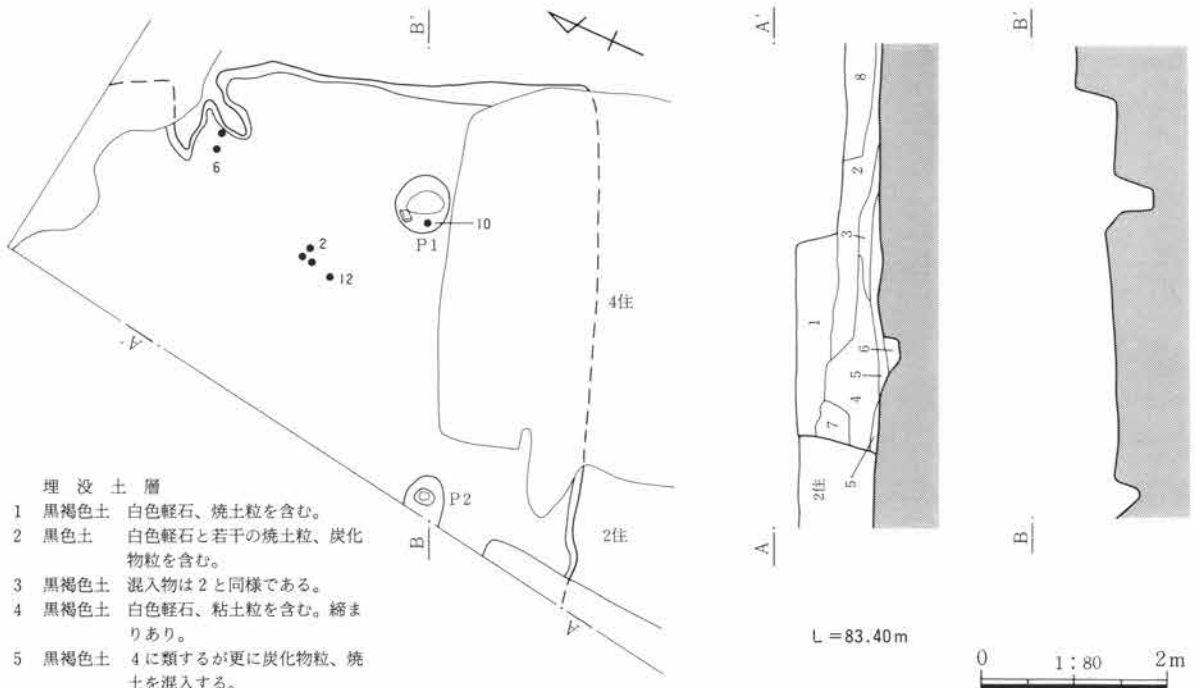 B'
A'
B'
8
2
3
1
6
5
4
7
5
2住
6
10
P1
2
12
4住
A'
P2
2住
B
A
A
B
埋没土層
1 黒褐色土 白色軽石、焼土粒を含む。
2 黒色土 白色軽石と若干の焼土粒、炭化
物粒を含む。
3 黒褐色土 混入物は2と同様である。
4 黒褐色土 白色軽石、粘土粒を含む。締ま
りあり。
5 黒褐色土 4に類するが更に炭化物粒、焼
土を混入する。
L=83.40m
0 1:80 2m